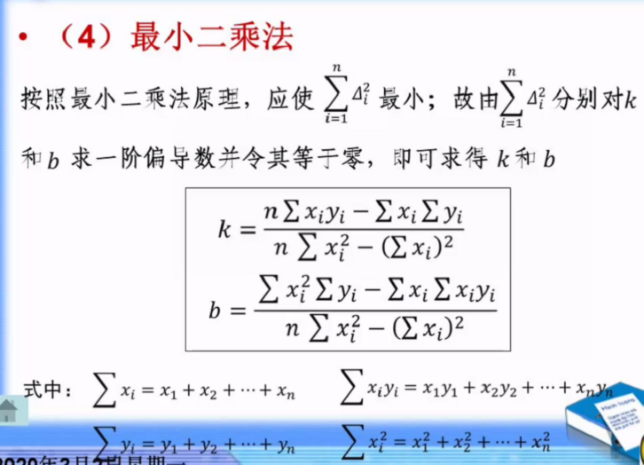 • （4）最小二乘法
按照最小二乘法原理，应使 $\sum_{i=1}^{n} \Delta_i^2$ 最小；故由 $\sum_{i=1}^{n} \Delta_i^2$ 分别对k
和 b 求一阶偏导数并令其等于零，即可求得 k 和 b
$k = \frac{n \sum x_i y_i - \sum x_i \sum y_i}{n \sum x_i^2 - (\sum x_i)^2}$
$b = \frac{\sum x_i^2 \sum y_i - \sum x_i \sum x_i y_i}{n \sum x_i^2 - (\sum x_i)^2}$
式中： $\sum x_i = x_1 + x_2 + \cdots + x_n$ $\sum x_i y_i = x_1 y_1 + x_2 y_2 + \cdots + x_n y_n$
$\sum y_i = y_1 + y_2 + \cdots + y_n$ $\sum x_i^2 = x_1^2 + x_2^2 + \cdots + x_n^2$
2020年3月2日星期一